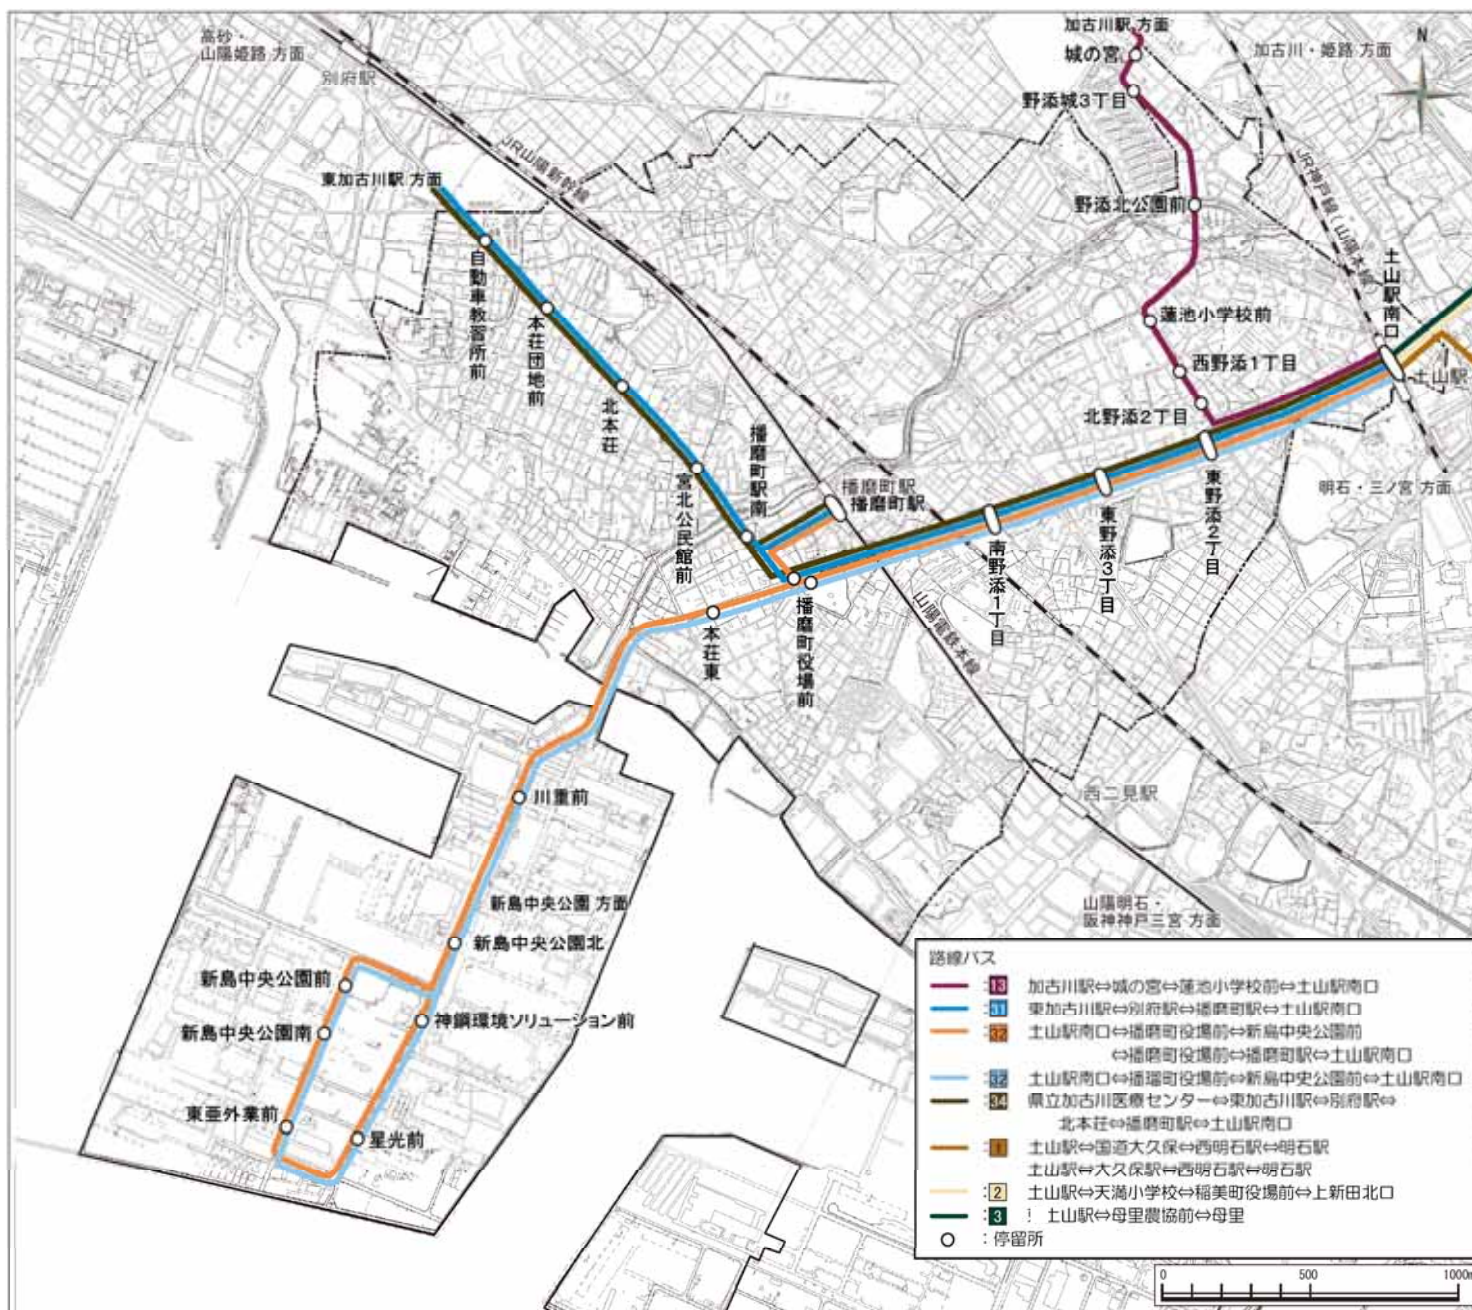 高砂・
山陽姫路 方面
別府駅
加古川駅 方面
城の宮
加古川・姫路 方面
N
野添城3丁目
JR山陽新幹線
JR神戸線(山陽本線)
東加古川駅 方面
野添北公園前
自動車教習所前
土山駅南口
本荘団地前
蓮池小学校前
西野添1丁目
土山駅
北本荘
北野添2丁目
播磨町駅南
宮北公民館前
播磨町駅
播磨町駅
東野添2丁目
明石・三ノ宮 方面
東野添3丁目
南野添1丁目
播磨町役場前
本荘東
山陽電鉄本線
川重前
西二見駅
新島中央公園 方面
山陽明石・
阪神神戸三宮 方面
新島中央公園北
新島中央公園前
神鋼環境ソリューション前
新島中央公園南
東亜外業前
星光前
路線バス
:13 加古川駅⇔城の宮⇔蓮池小学校前⇔土山駅南口
:31 東加古川駅⇔別府駅⇔播磨町駅⇔土山駅南口
:32 土山駅南口⇔播磨町役場前⇔新島中央公園前
⇔播磨町役場前⇔播磨町駅⇔土山駅南口
:32 土山駅南口⇔播磨町役場前⇔新島中央公園前⇔土山駅南口
:34 県立加古川医療センター⇔東加古川駅⇔別府駅⇔
北本荘⇔播磨町駅⇔土山駅南口
:1 土山駅⇔国道大久保⇔西明石駅⇔明石駅
土山駅⇔大久保駅⇔西明石駅⇔明石駅
:2 土山駅⇔天満小学校⇔稲美町役場前⇔上新田北口
:3 土山駅⇔母里農協前⇔母里
:停留所
0 500 1000m